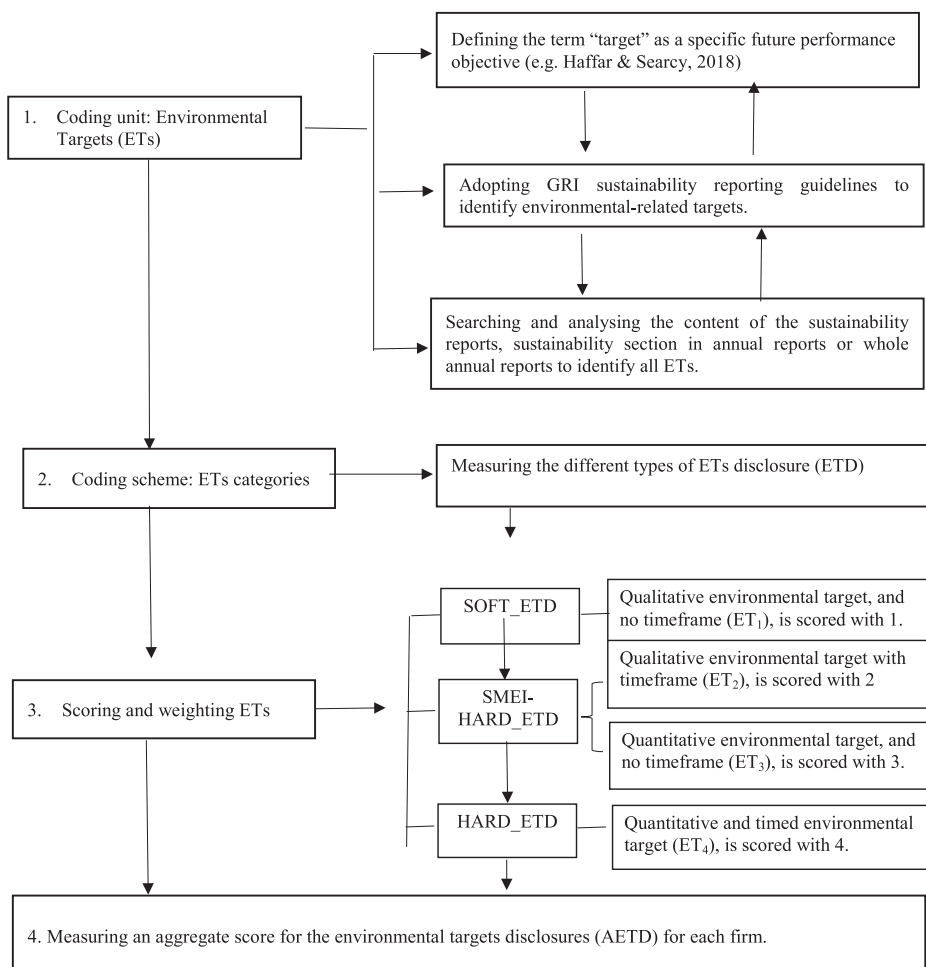 Defining the term “target” as a specific future performance
objective (e.g. Haffar & Searcy, 2018)
1. Coding unit: Environmental
Targets (ETs)
Adopting GRI sustainability reporting guidelines to
identify environmental-related targets.
Searching and analysing the content of the sustainability
reports, sustainability section in annual reports or whole
annual reports to identify all ETs.
2. Coding scheme: ETs categories
Measuring the different types of ETs disclosure (ETD)
SOFT_ETD
Qualitative environmental target, and
no timeframe (ET₁), is scored with 1.
3. Scoring and weighting ETs
SMEI-
HARD_ETD
Qualitative environmental target with
timeframe (ET₂), is scored with 2
Quantitative environmental target, and
no timeframe (ET₃), is scored with 3.
HARD_ETD
Quantitative and timed environmental
target (ET₄), is scored with 4.
4. Measuring an aggregate score for the environmental targets disclosures (AETD) for each firm.